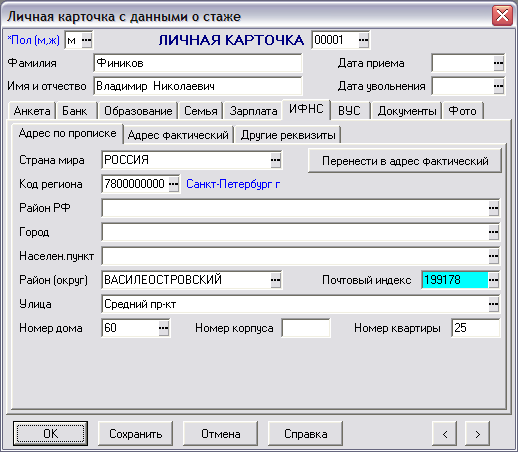 Личная карточка с данными о стаже
*Пол (м,ж) м ... ЛИЧНАЯ КАРТОЧКА 00001 ...
Фамилия Фиников Дата приема ...
Имя и отчество Владимир Николаевич Дата увольнения ...
Анкета Банк Образование Семья Зарплата ИФНС ВУС Документы Фото
Адрес по прописке Адрес фактический Другие реквизиты
Страна мира РОССИЯ ... Перенести в адрес фактический
Код региона 7800000000 ... Санкт-Петербург г
Район РФ ...
Город ...
Населен.пункт ...
Район (округ) ВАСИЛЕОСТРОВСКИЙ ... Почтовый индекс 199178 ...
Улица Средний пр-кт ...
Номер дома 60 ... Номер корпуса Номер квартиры 25
OK Сохранить Отмена Справка < >